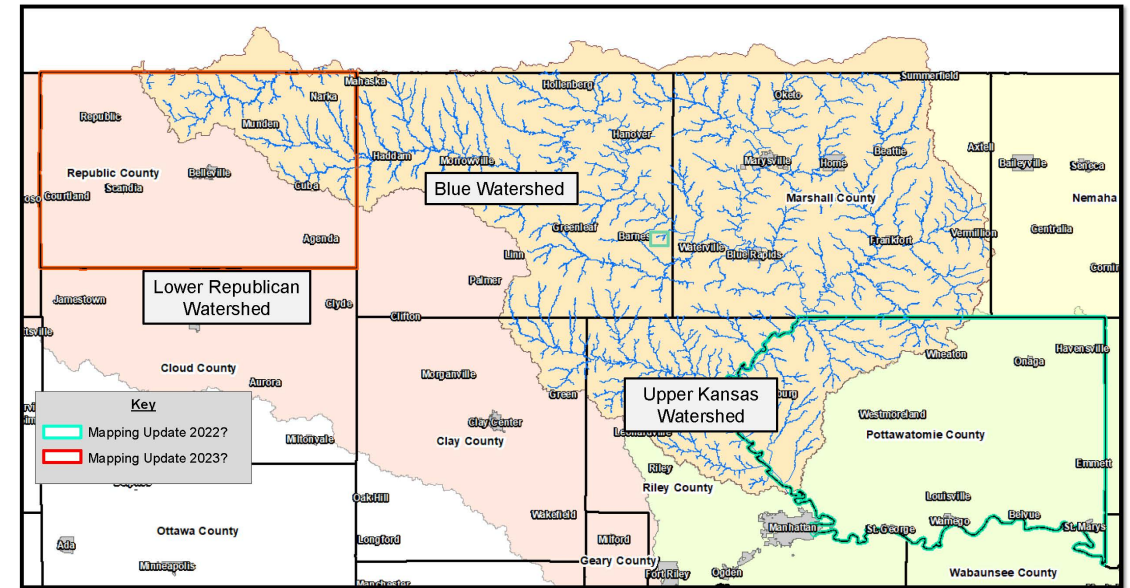 Summerfield
Mahaska
Hollenberg
Narka
Oketo
Republic
Munden
Hanover
Beattie
Axtell
Haddam
Morrowville
Marysville
Home
Baileyville
Seneca
Republic County
Belleville
Scandia
Cuba
Courtland
Blue Watershed
Marshall County
Nemaha
Greenleaf
Barnes
Agenda
Waterville
Frankfort
Vermillion
Centralia
Linn
Blue Rapids
Palmer
Lower Republican
Watershed
Jamestown
Clyde
Clifton
Cloud County
Aurora
Morganville
Green
Wheaton
Havensville
Onaga
Key
Mapping Update 2022?
Mapping Update 2023?
Upper Kansas
Watershed
Westmoreland
Pottawatomie County
Clay Center
Clay County
Miltonvale
Riley
Riley County
Emmett
Oak Hill
Louisville
Wakefield
Manhattan
St. George
Wamego
Belvue
St. Marys
Ottawa County
Ada
Longford
Milford
Minneapolis
Geary County
Fort Riley
Ogden
Wabaunsee County
Manchester